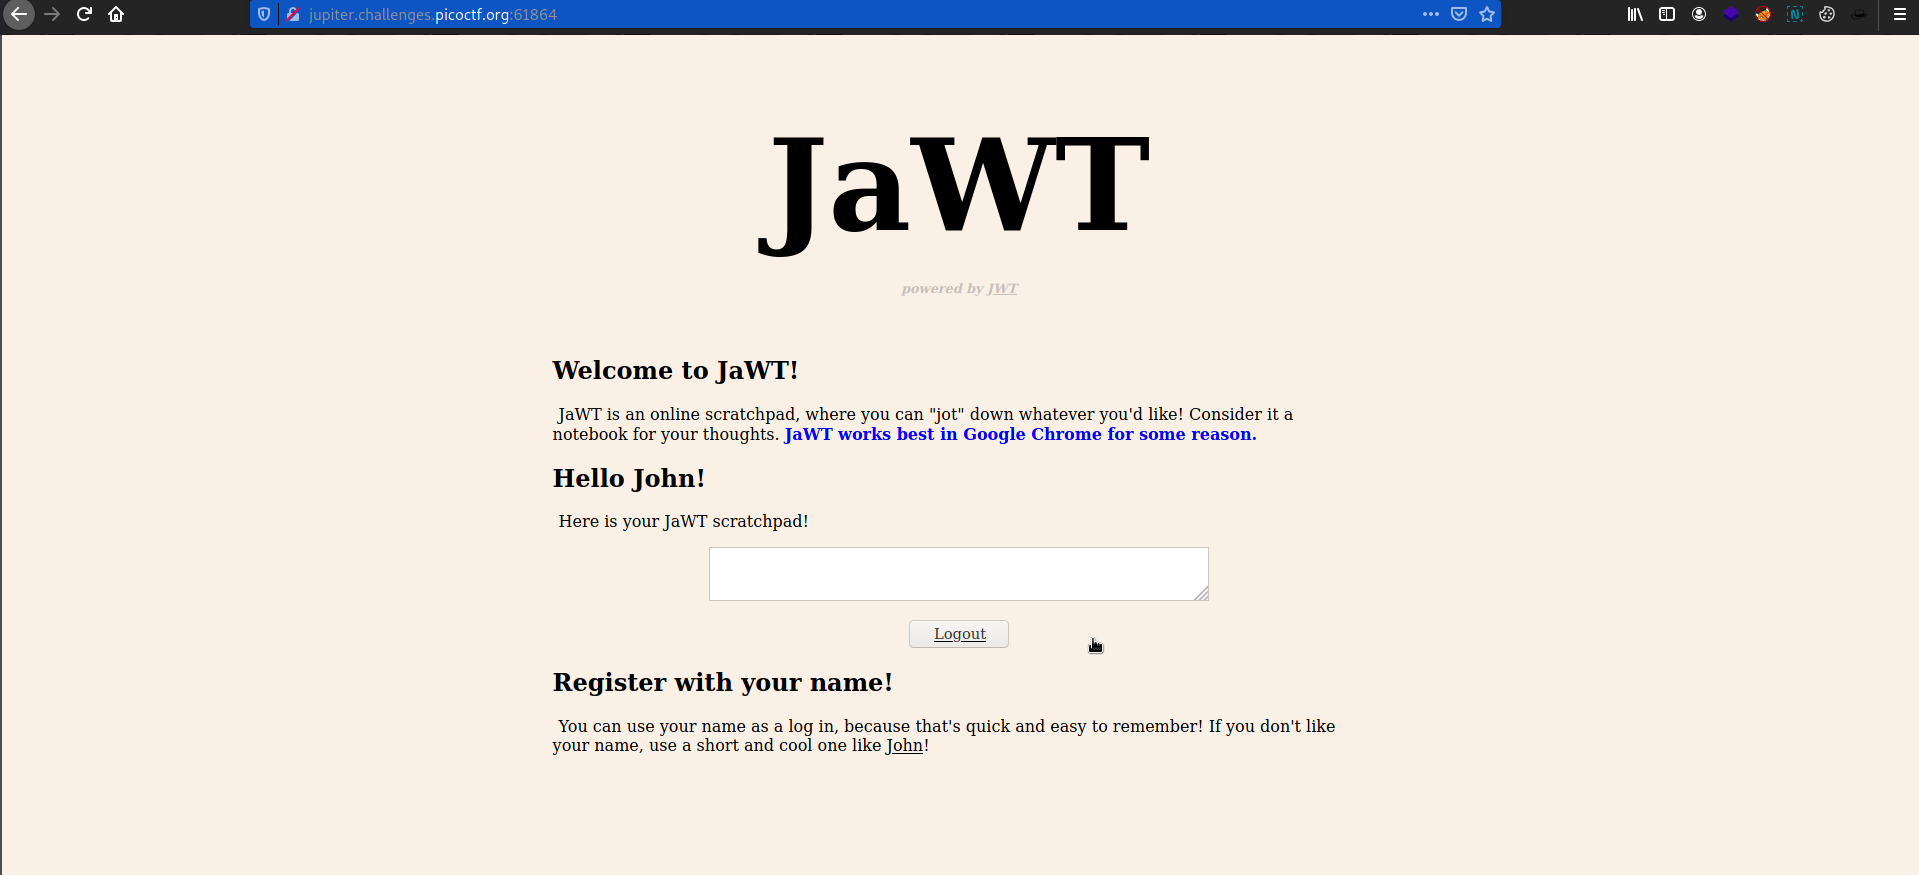 jupiter.challenges.picoctf.org:61864
JaWT
powered by JWT
Welcome to JaWT!
JaWT is an online scratchpad, where you can "jot" down whatever you'd like! Consider it a
notebook for your thoughts. JaWT works best in Google Chrome for some reason.
Hello John!
Here is your JaWT scratchpad!
Logout
Register with your name!
You can use your name as a log in, because that's quick and easy to remember! If you don't like
your name, use a short and cool one like John!